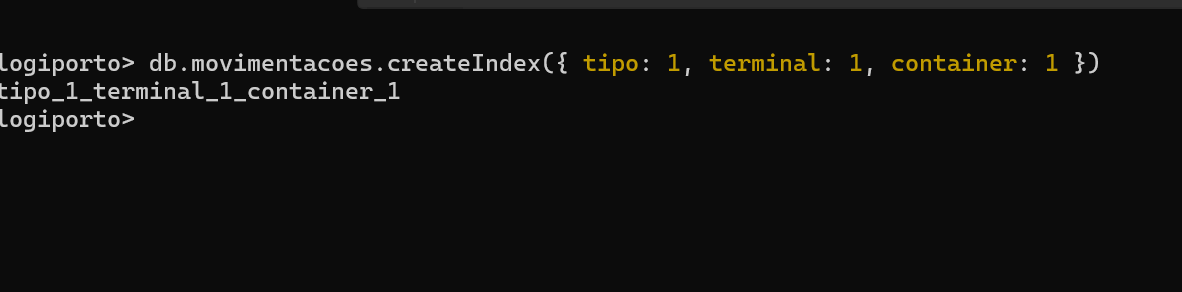 logiporto> db.movimentacoes.createIndex({ tipo: 1, terminal: 1, container: 1 })
tipo_1_terminal_1_container_1
logiporto>